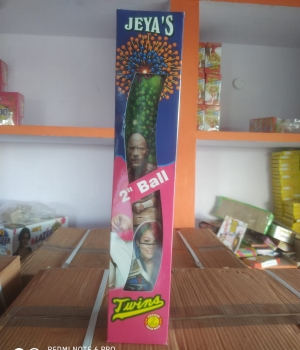 JEYA'S
2" Ball
Twins
REDMI NOTE 6 PRO